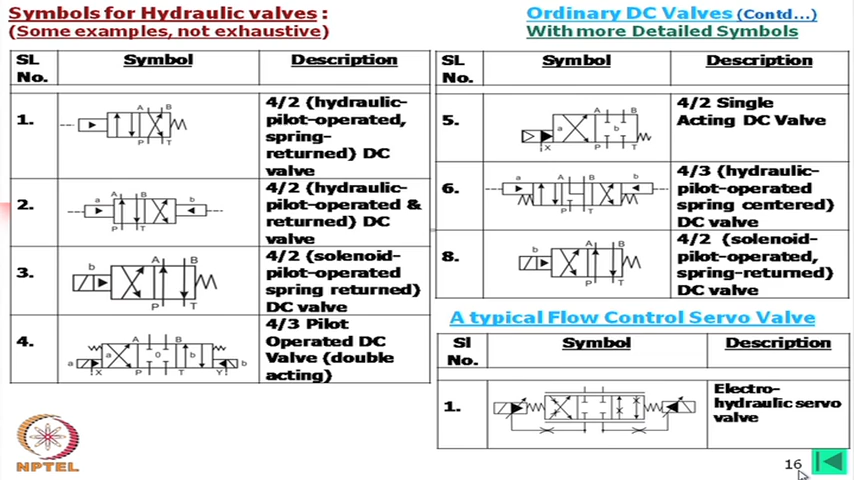 Symbols for Hydraulic valves :
(Some examples, not exhaustive)
SL No. Symbol Description
1. A B P T 4/2 {hydraulic-
pilot-operated,
spring-
returned} DC
valve
2. a A B b P T 4/2 {hydraulic-
pilot-operated &
returned} DC
valve
3. b A B P T 4/2 {solenoid-
pilot-operated
spring returned}
DC valve
4. A B a a 0 b b X P T Y 4/3 Pilot
Operated DC
Valve (double
acting)
Ordinary DC Valves (Contd...)
With more Detailed Symbols
SL No. Symbol Description
5. A B a b X P T 4/2 Single
Acting DC Valve
6. a A B b P T 4/3 {hydraulic-
pilot-operated
spring centered}
DC valve
8. b A B P T 4/2 {solenoid-
pilot-operated,
spring-returned}
DC valve
A typical Flow Control Servo Valve
Sl No. Symbol Description
1. Electro-
hydraulic servo
valve
NPTEL
16